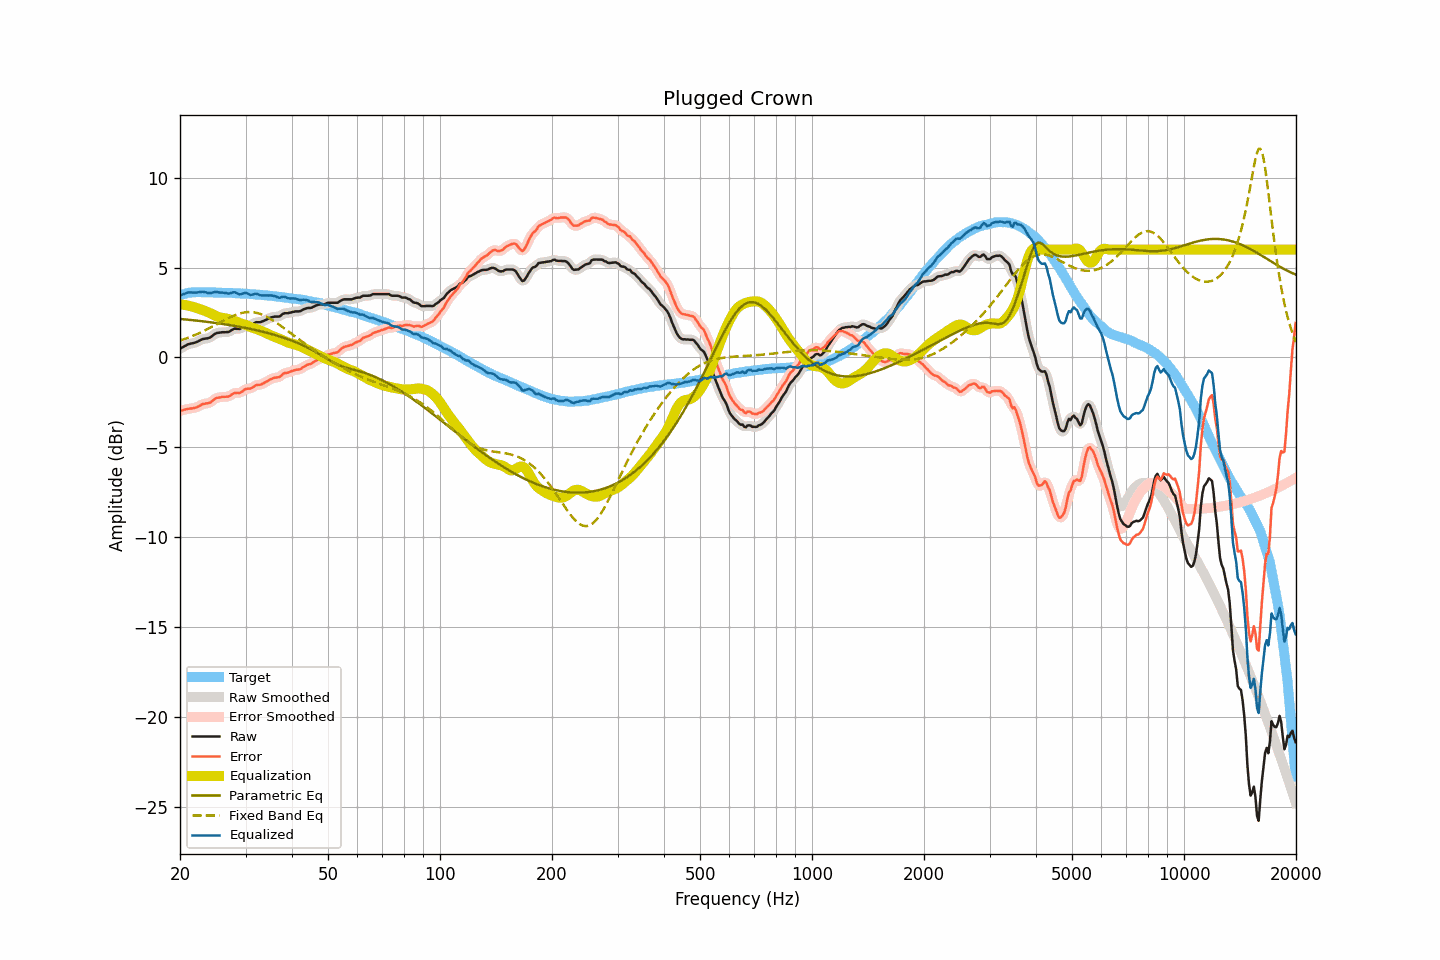 Plugged Crown
Amplitude (dBr)
10
5
0
−5
−10
−15
−20
−25
Target
Raw Smoothed
Error Smoothed
Raw
Error
Equalization
Parametric Eq
Fixed Band Eq
Equalized
20 50 100 200 500 1000 2000 5000 10000 20000
Frequency (Hz)